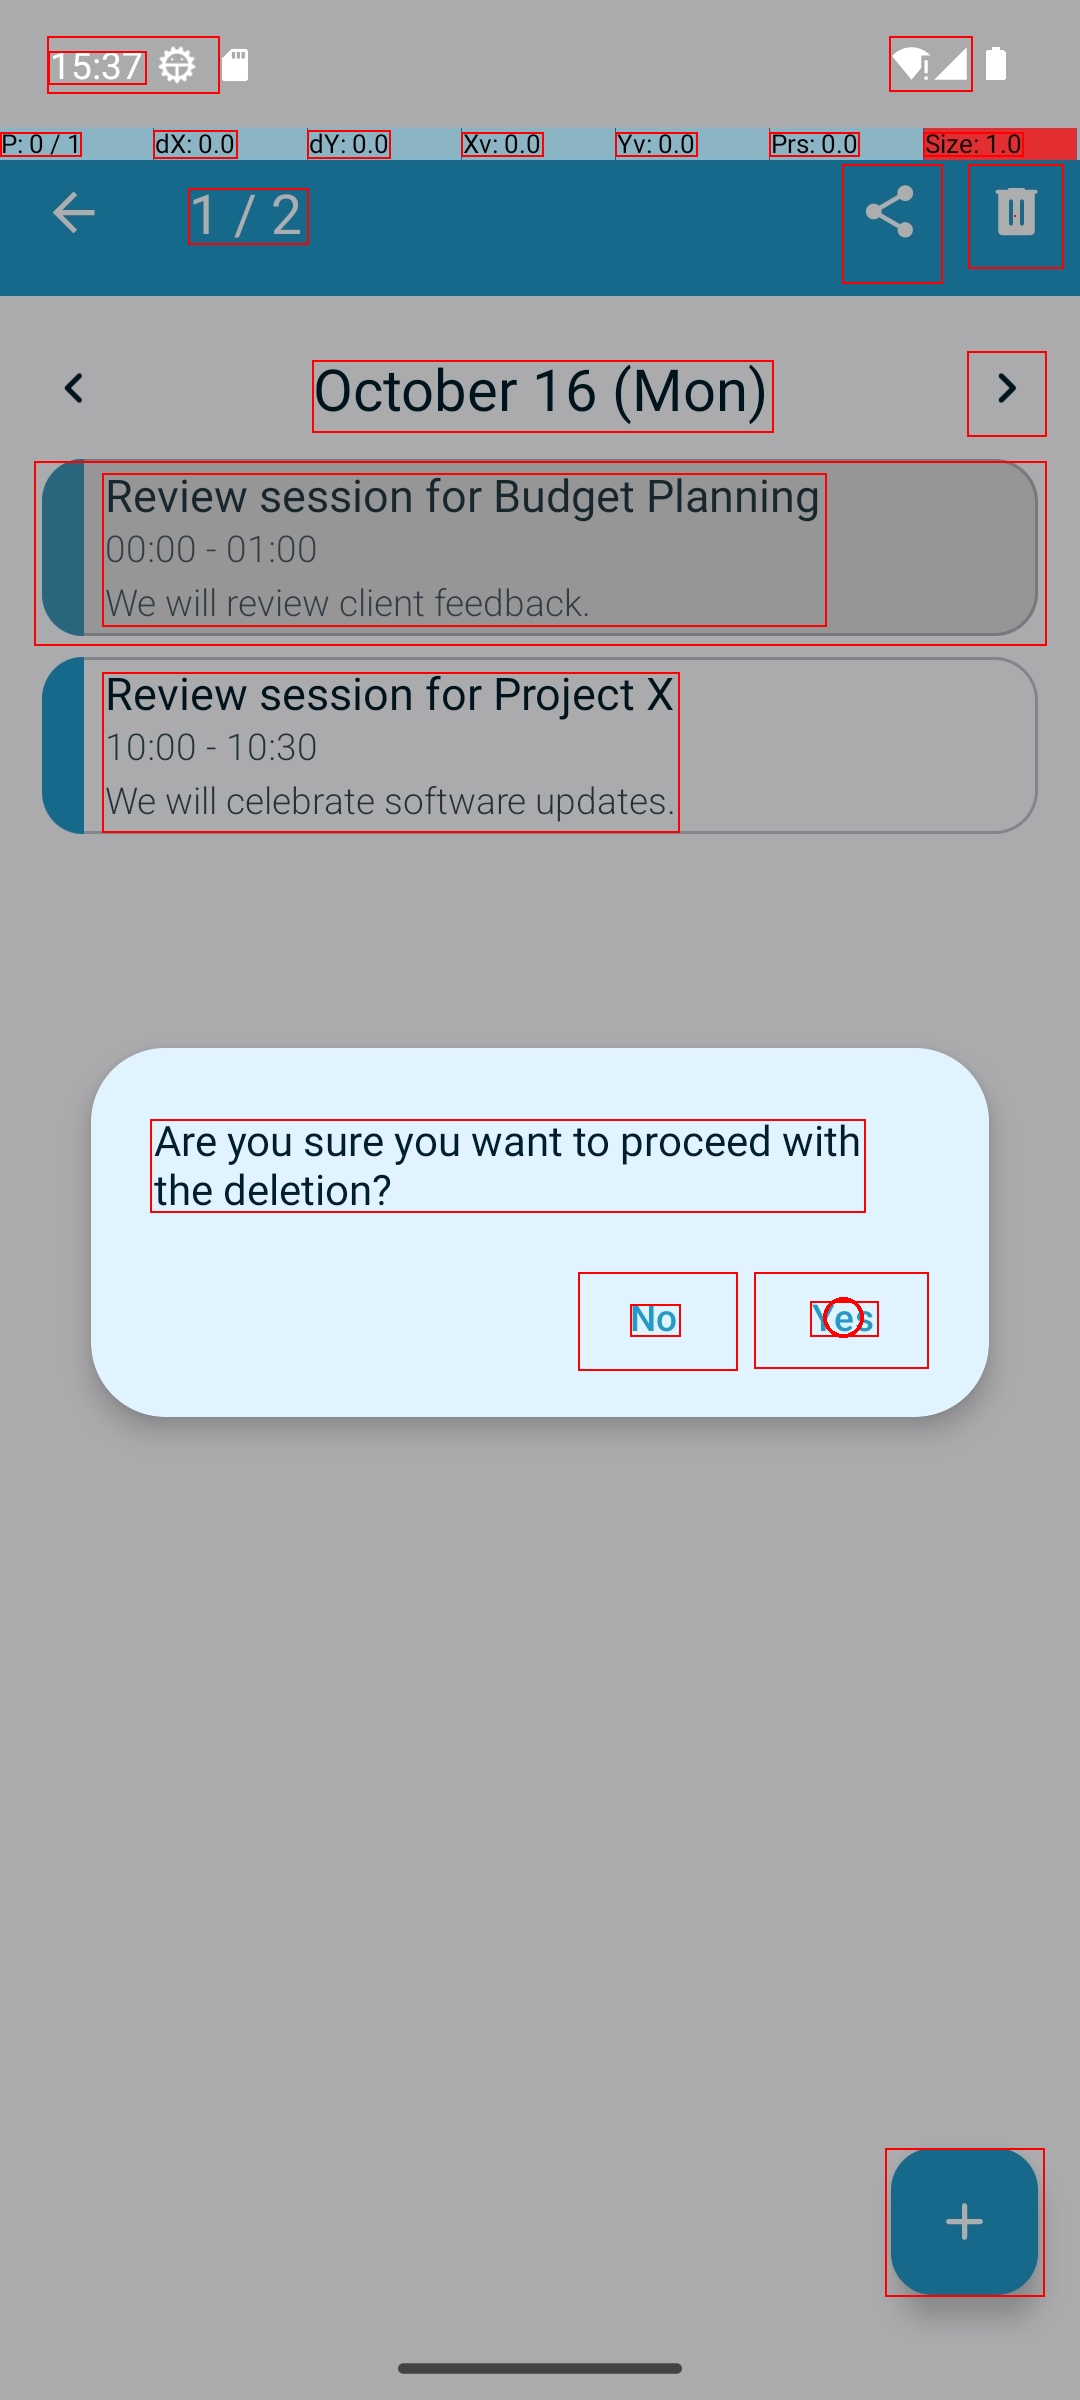 15:37
P: 0 / 1 dX: 0.0 dY: 0.0 Xv: 0.0 Yv: 0.0 Prs: 0.0 Size: 1.0
1 / 2
October 16 (Mon)
Review session for Budget Planning
00:00 - 01:00
We will review client feedback.
Review session for Project X
10:00 - 10:30
We will celebrate software updates.
Are you sure you want to proceed with
the deletion?
No Yes